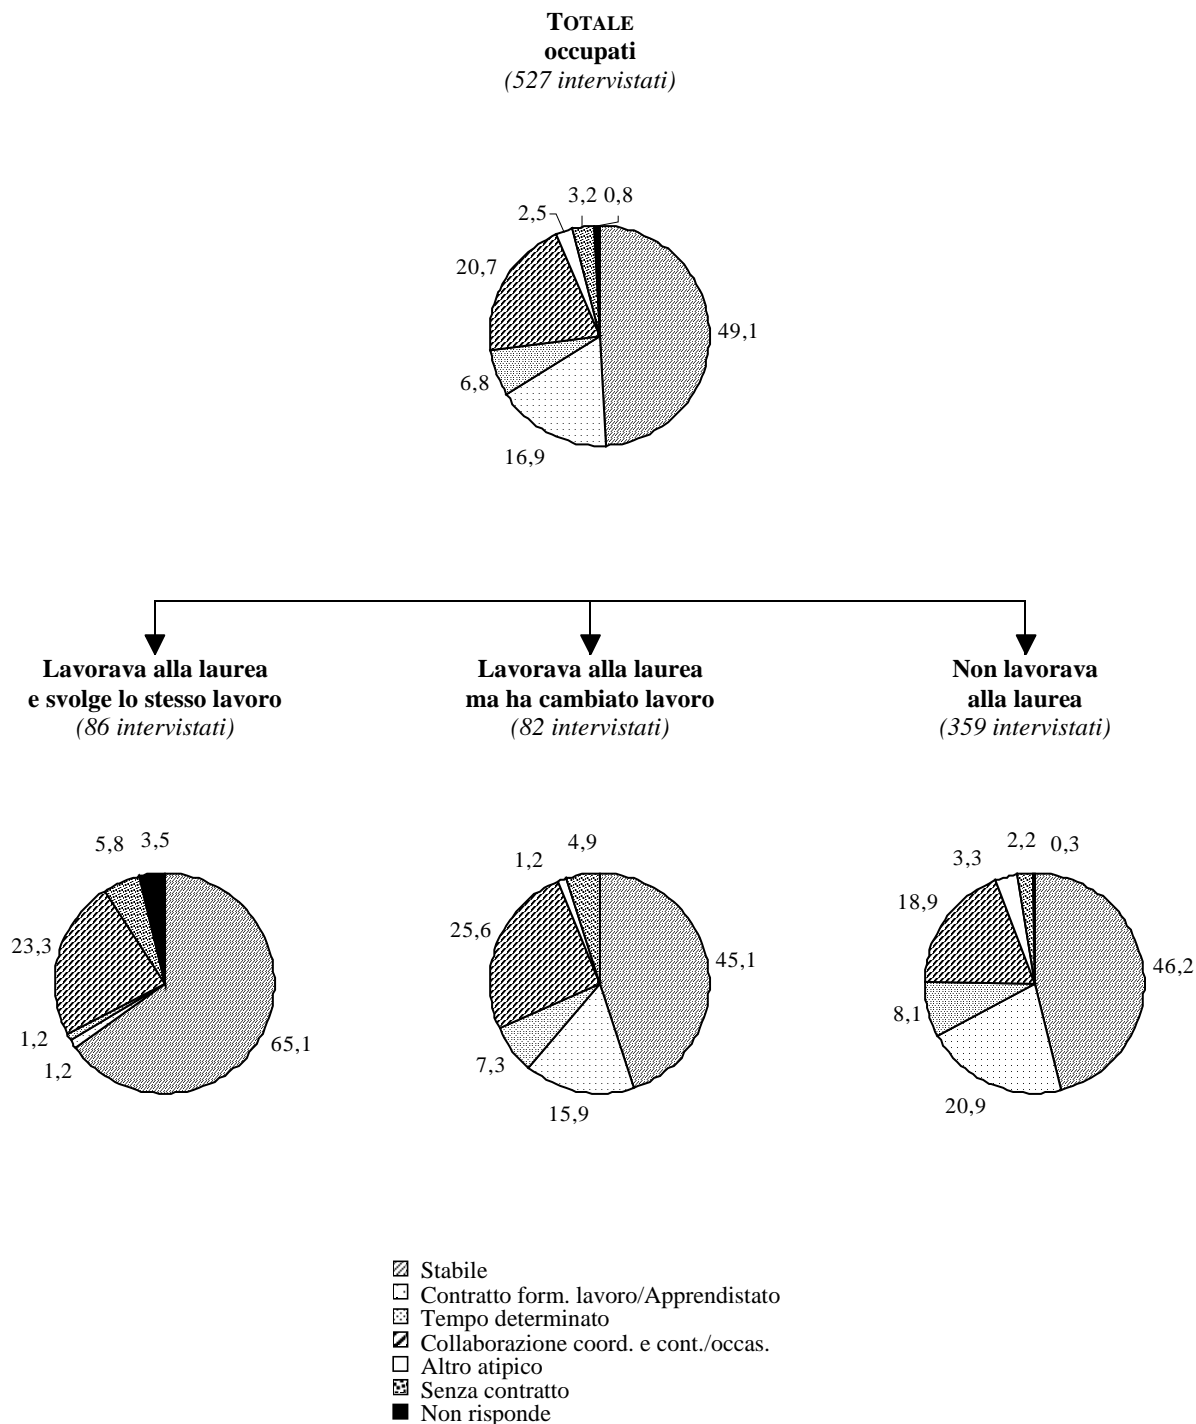 TOTALE
occupati
(527 intervistati)
3,2 0,8
2,5
20,7
49,1
6,8
16,9
Lavorava alla laurea
e svolge lo stesso lavoro
(86 intervistati)
Lavorava alla laurea
ma ha cambiato lavoro
(82 intervistati)
Non lavorava
alla laurea
(359 intervistati)
5,8 3,5
23,3
1,2
1,2
65,1
4,9
1,2
25,6
45,1
7,3
15,9
2,2 0,3
3,3
18,9
46,2
8,1
20,9
Stabile
Contratto form. lavoro/Apprendistato
Tempo determinato
Collaborazione coord. e cont./occas.
Altro atipico
Senza contratto
Non risponde